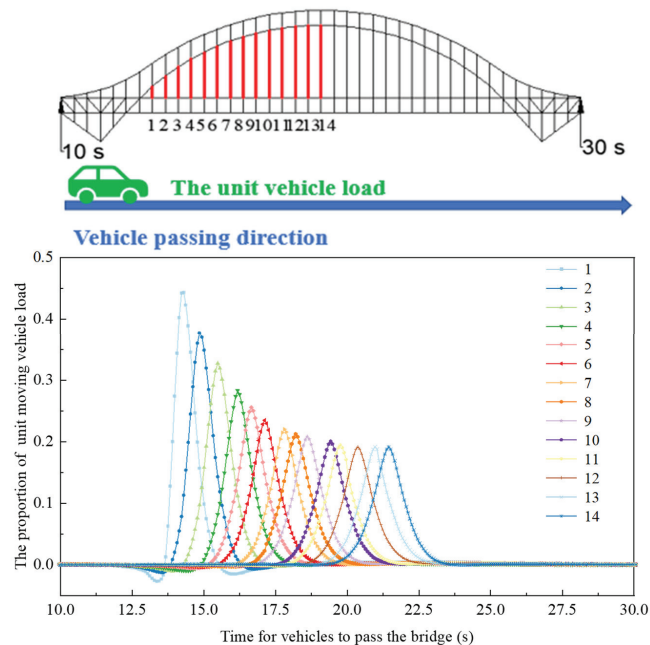 1 2 3 4 5 6 7 8 9 10 11 12 13 14
10 s
30 s
The unit vehicle load
Vehicle passing direction
0.5
0.4
0.3
0.2
0.1
0.0
The proportion of unit moving vehicle load
1
2
3
4
5
6
7
8
9
10
11
12
13
14
10.0 12.5 15.0 17.5 20.0 22.5 25.0 27.5 30.0
Time for vehicles to pass the bridge (s)